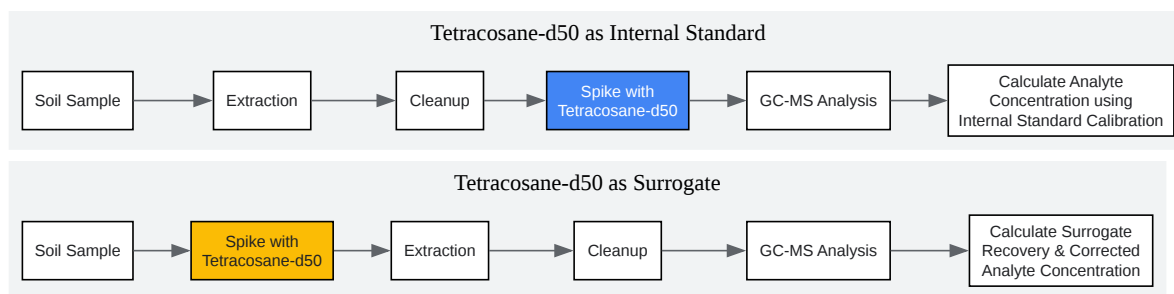 Tetracosane-d50 as Internal Standard
Soil Sample
Extraction
Cleanup
Spike with
Tetracosane-d50
GC-MS Analysis
Calculate Analyte
Concentration using
Internal Standard Calibration
Tetracosane-d50 as Surrogate
Soil Sample
Spike with
Tetracosane-d50
Extraction
Cleanup
GC-MS Analysis
Calculate Surrogate
Recovery & Corrected
Analyte Concentration